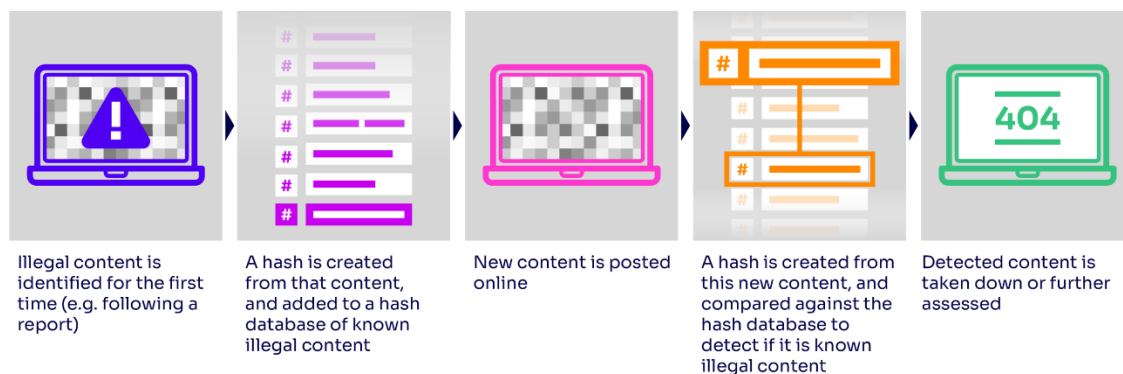 !
#
#
#
#
#
#
#
#
#
404
Illegal content is
identified for the first
time (e.g. following a
report)
A hash is created
from that content,
and added to a hash
database of known
illegal content
New content is posted
online
A hash is created from
this new content, and
compared against the
hash database to
detect if it is known
illegal content
Detected content is
taken down or further
assessed